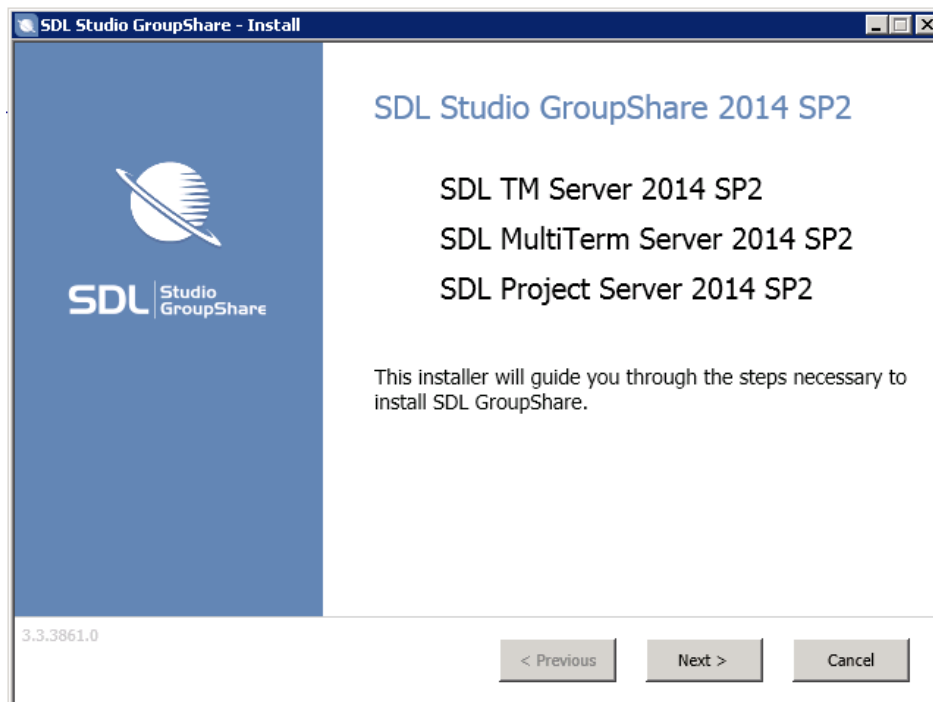 SDL Studio GroupShare - Install
SDL Studio GroupShare 2014 SP2
SDL TM Server 2014 SP2
SDL MultiTerm Server 2014 SP2
SDL Project Server 2014 SP2
SDL Studio
GroupShare
This installer will guide you through the steps necessary to
install SDL GroupShare.
3.3.3861.0
< Previous Next > Cancel